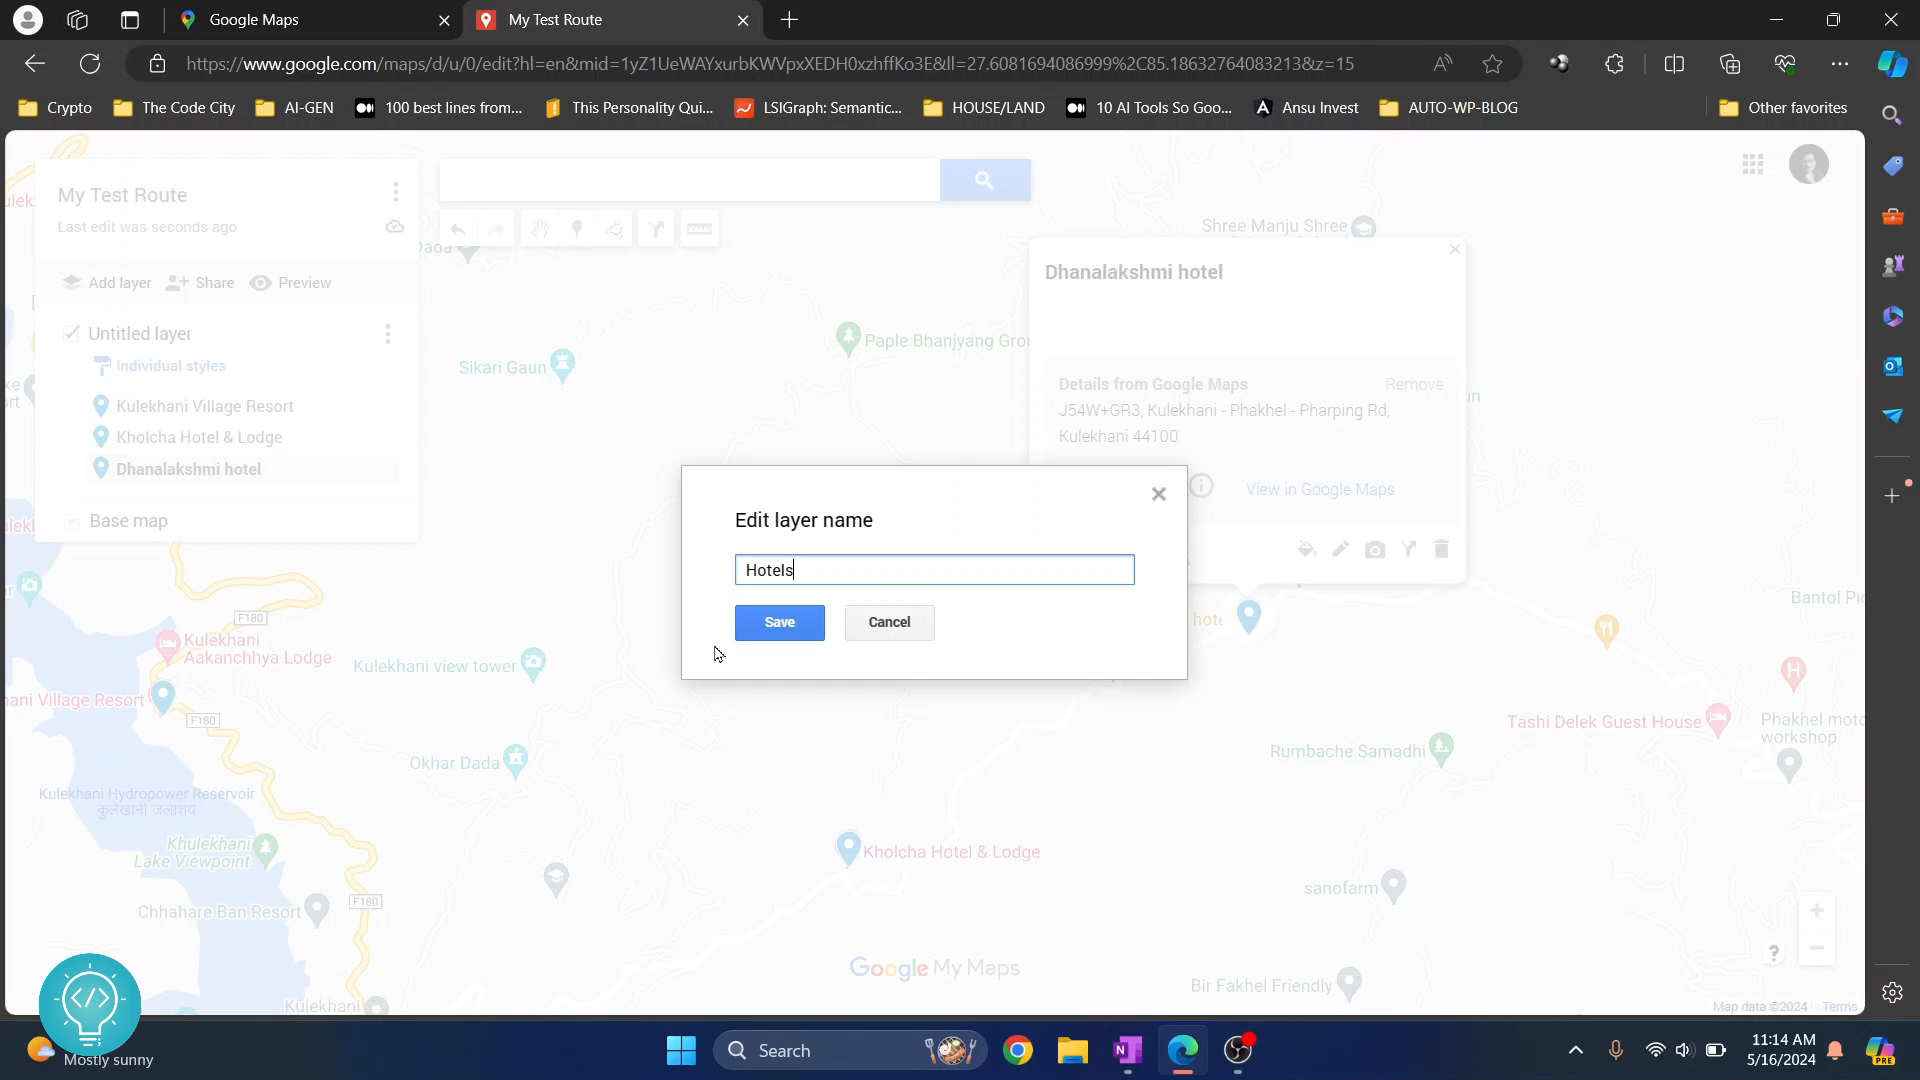 Google Maps
My Test Route
https://www.google.com/maps/d/u/0/edit?hl=en&mid=1yZ1UeWAYxurbKWVpxXEDH0xzhffKo3E&ll=27.6081694086999%2C85.18632764083213&z=15
Crypto
The Code City
AI-GEN
100 best lines from...
This Personality Qui...
LSIGraph: Semantic...
HOUSE/LAND
10 AI Tools So Goo...
Ansu Invest
AUTO-WP-BLOG
Other favorites
My Test Route
Last edit was seconds ago
Add layer
Share
Preview
Untitled layer
Individual styles
Kulekhani Village Resort
Kholcha Hotel & Lodge
Dhanalakshmi hotel
Base map
Dada
Shree Manju Shree
Sikari Gaun
Paple Bhanjyang Grou
Dhanalakshmi hotel
Details from Google Maps
Remove
J54W+GR3, Kulekhani - Phakhel - Pharping Rd,
Kulekhani 44100
View in Google Maps
Edit layer name
Hotels
Save
Cancel
hot
Bantol Pi
F180
Kulekhani
Aakanchhya Lodge
Kulekhani view tower
ani Village Resort
F180
Tashi Delek Guest House
Phakhel moto
workshop
Rumbache Samadhi
H
Okhar Dada
Kulekhani Hydropower Reservoir
कुलेखानी जलाशय
Khulekhani
Lake Viewpoint
Kholcha Hotel & Lodge
sanofarm
F180
Chhahare Ban Resort
Google My Maps
Bir Fakhel Friendly
Kulekhani
Map data ©2024
Terms
Mostly sunny
Search
11:14 AM
5/16/2024
PRE